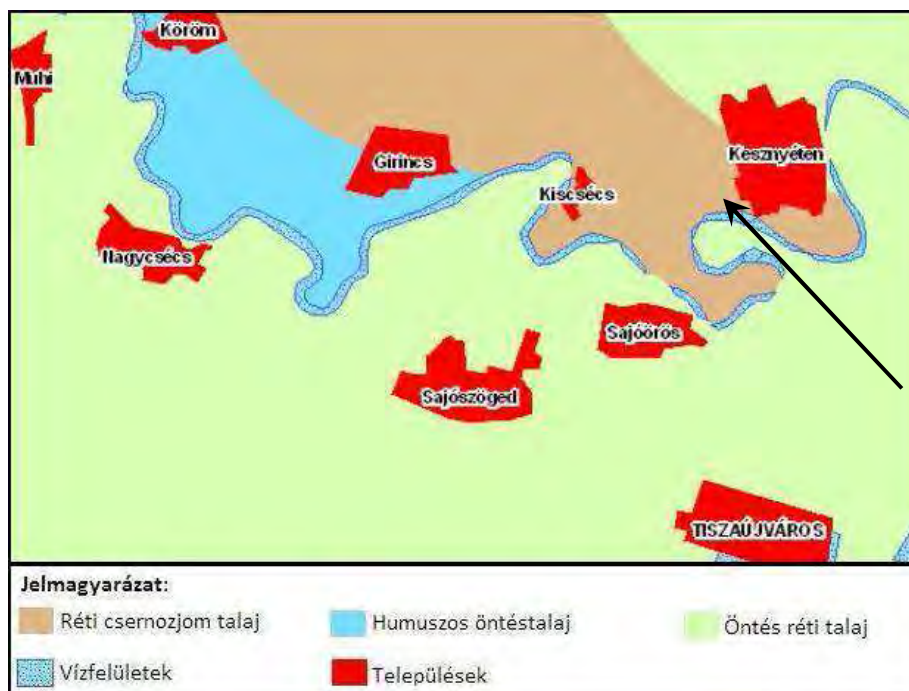 Köröm
Muhi
Girincs
Kesznyéten
Kiscsécs
Nagycsécs
Sajóörös
Sajószöged
TISZAÚJVÁROS
Jelmagyarázat:
Réti csernozjom talaj
Humuszos öntéstalaj
Öntés réti talaj
Vízfelületek
Települések